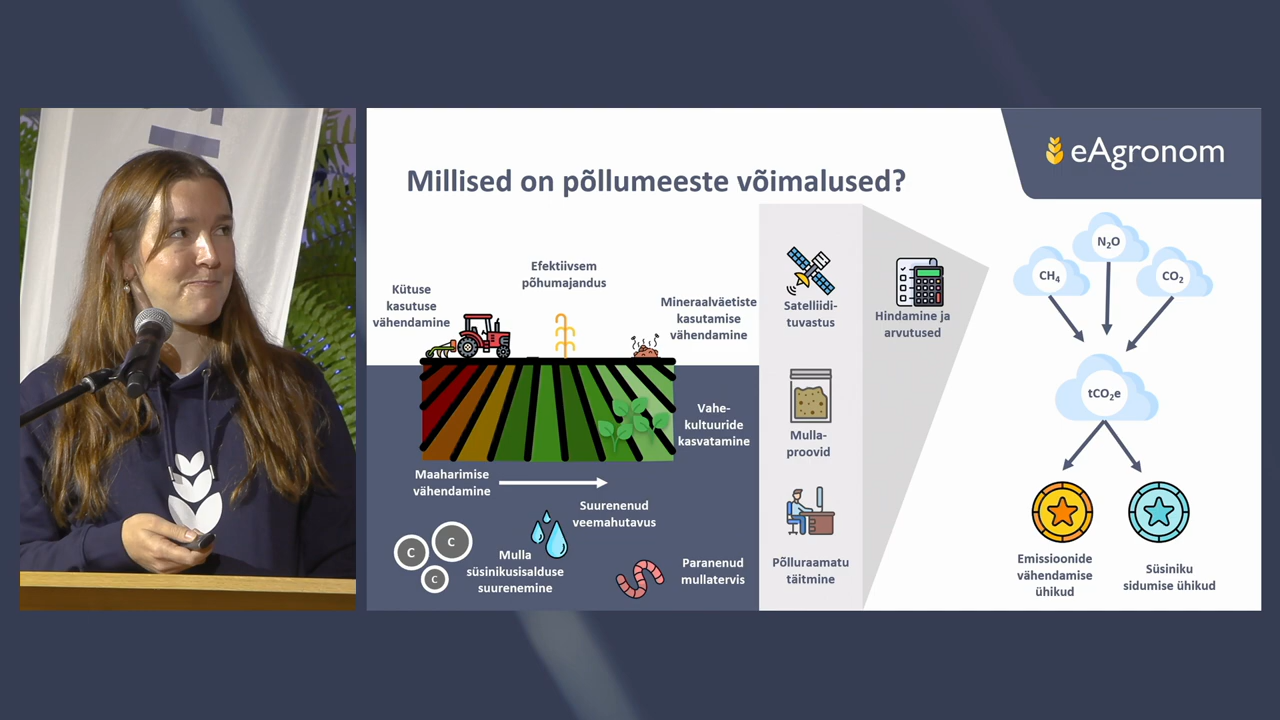 eAgronom
Millised on põllumeeste võimalused?
Kütuse
kasutuse
vähendamine
Efektiivsem
põhumajandus
Mineraalväetiste
kasutamise
vähendamine
Vahe-
kultuuride
kasvatamine
Maaharimise
vähendamine
Suurenenud
veemahutavus
C
C
C
Mulla
süsinikusisalduse
suurenemine
Paranenud
mullatervis
Satelliidi-
tuvastus
Mulla-
proovid
Põlluraamatu
täitmine
Hindamine ja
arvutused
N₂O
CH₄
CO₂
tCO₂e
Emissioonide
vähendamise
ühikud
Süsiniku
sidumise ühikud